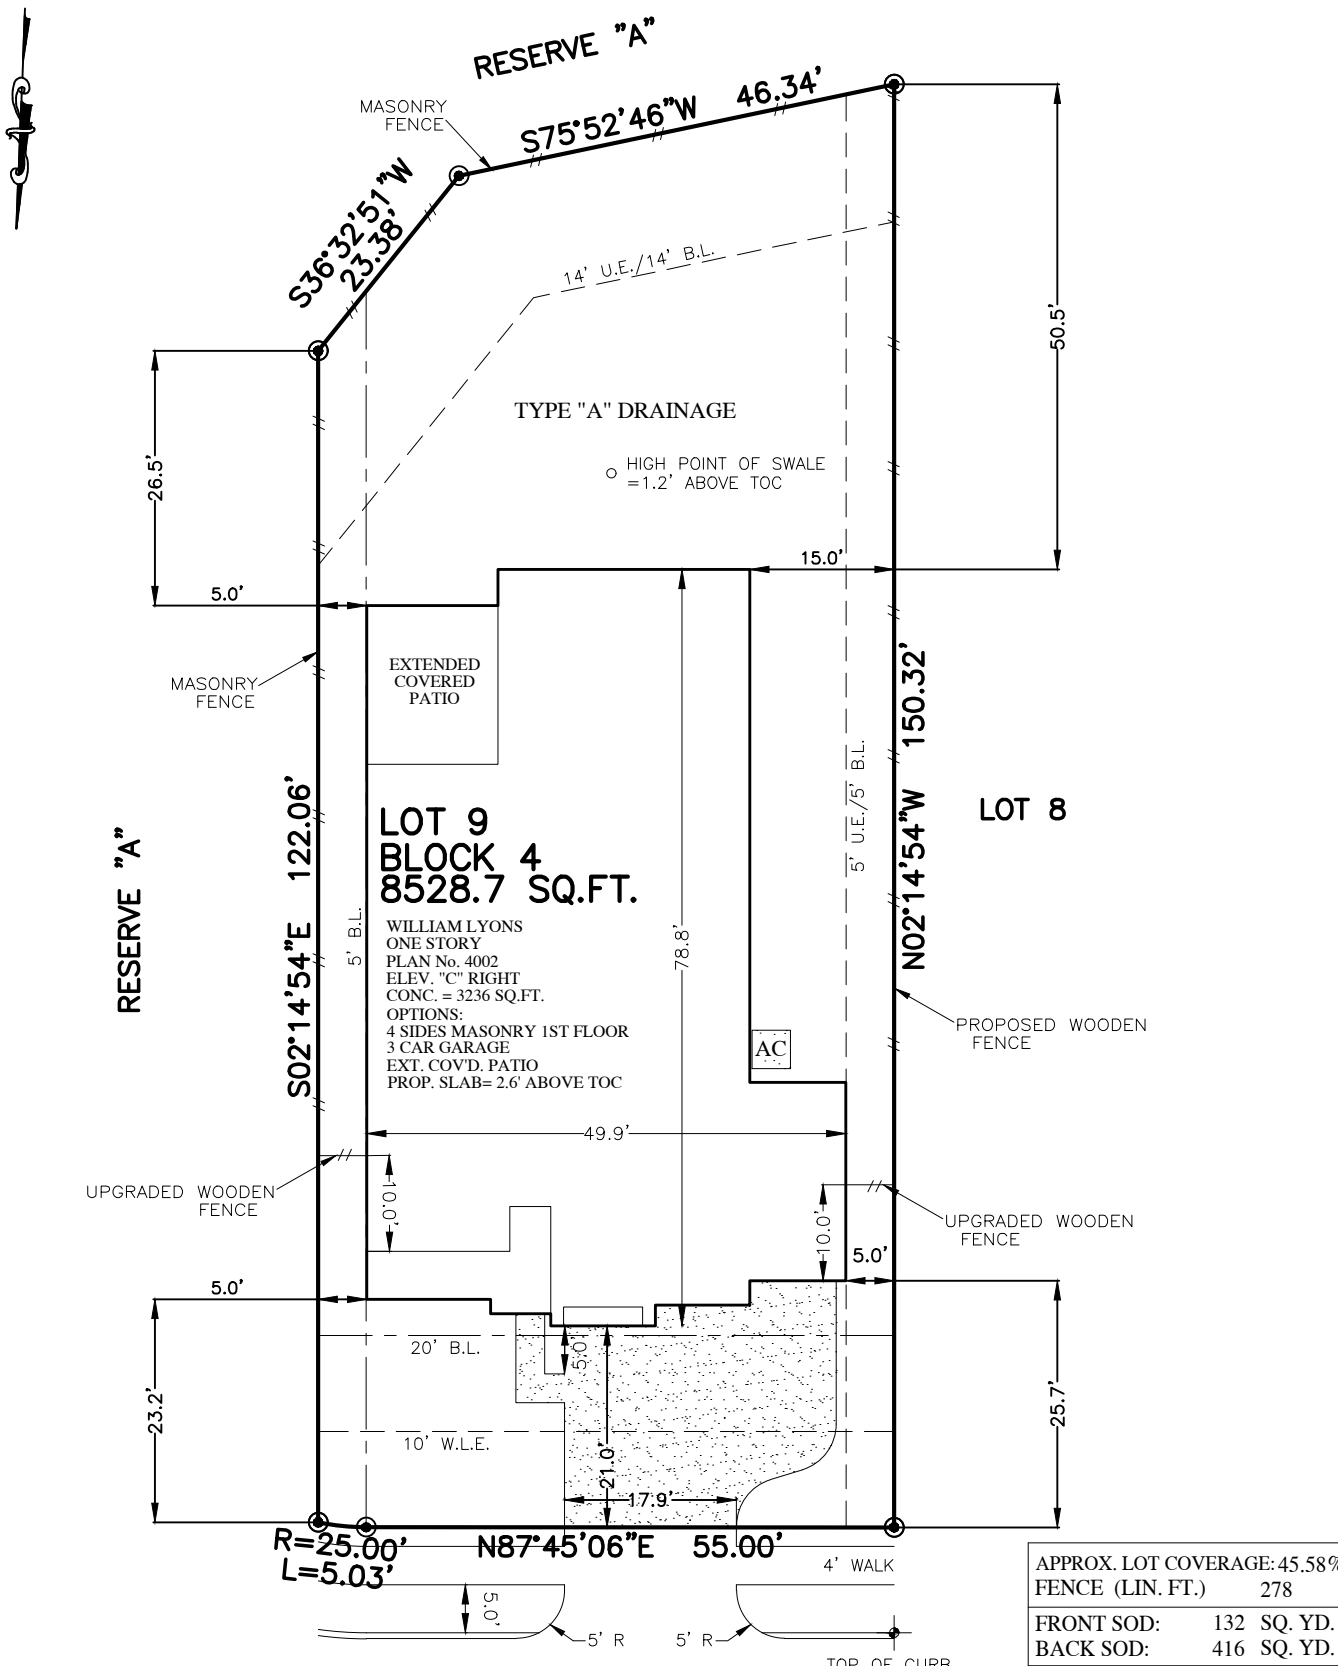 RESERVE "A"
MASONRY
FENCE
S75°52'46"W 46.34'
S36°32'51"W
23.38'
14' U.E./14' B.L.
50.5'
26.5'
TYPE "A" DRAINAGE
HIGH POINT OF SWALE
=1.2' ABOVE TOC
15.0'
5.0'
EXTENDED
COVERED
PATIO
MASONRY
FENCE
S02°14'54"E 122.06'
RESERVE "A"
5' B.L.
LOT 9
BLOCK 4
8528.7 SQ.FT.
WILLIAM LYONS
ONE STORY
PLAN No. 4002
ELEV. "C" RIGHT
CONC. = 3236 SQ.FT.
OPTIONS:
4 SIDES MASONRY 1ST FLOOR
3 CAR GARAGE
EXT. COV'D. PATIO
PROP. SLAB= 2.6' ABOVE TOC
78.8'
5' U.E./5' B.L.
N02°14'54"W 150.32'
LOT 8
AC
PROPOSED WOODEN
FENCE
49.9'
UPGRADED WOODEN
FENCE
10.0'
10.0'
UPGRADED WOODEN
FENCE
5.0'
5.0'
20' B.L.
5.0'
23.2'
25.7'
10' W.L.E.
21.0'
17.9'
R=25.00'
L=5.03'
N87°45'06"E 55.00'
4' WALK
5.0'
5' R
5' R
TOP OF CURB
APPROX. LOT COVERAGE: 45.58%
FENCE (LIN. FT.) 278
FRONT SOD: 132 SQ. YD.
BACK SOD: 416 SQ. YD.